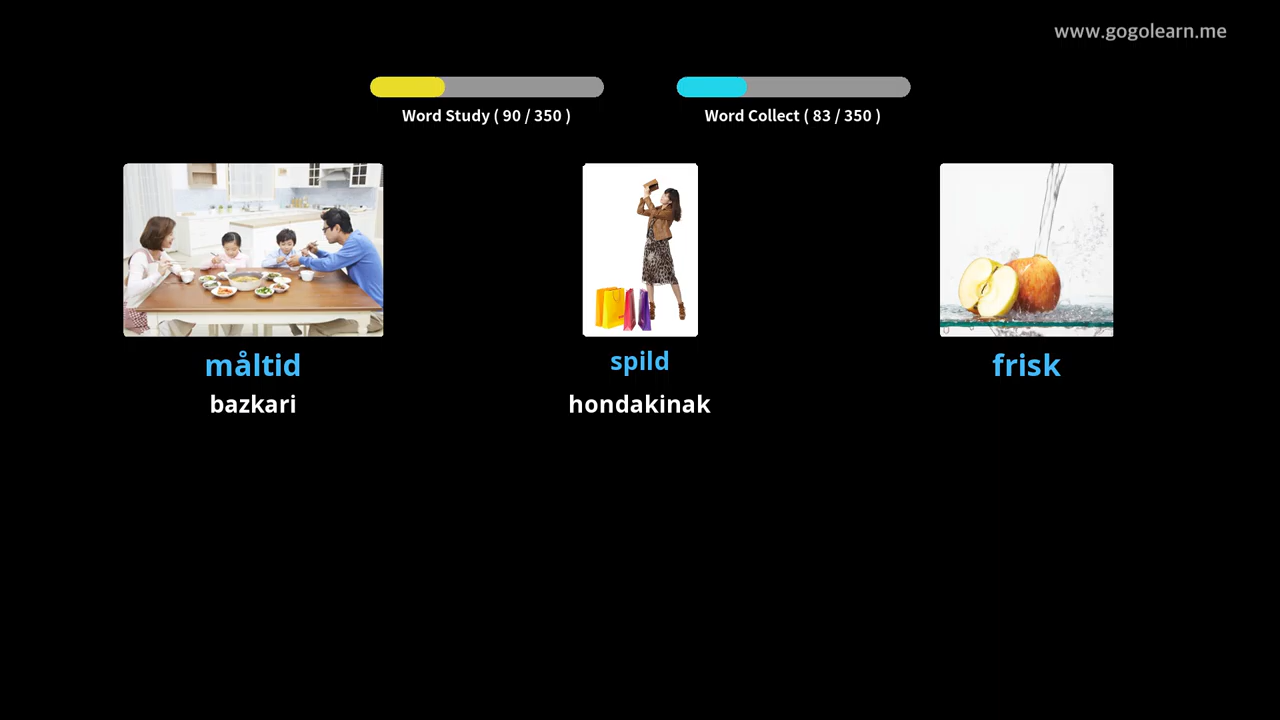 www.gogolearn.me
Word Study ( 90 / 350 )
Word Collect ( 83 / 350 )
måltid
spild
frisk
bazkari
hondakinak